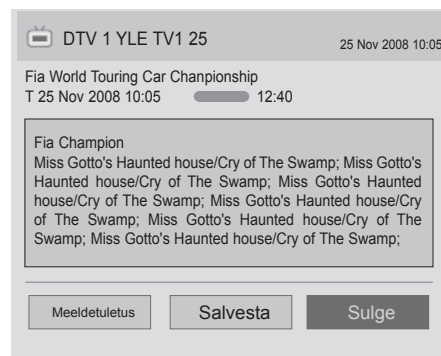 DTV 1 YLE TV1 25
25 Nov 2008 10:05
Fia World Touring Car Chanpionship
T 25 Nov 2008 10:05 12:40
Fia Champion
Miss Gotto's Haunted house/Cry of The Swamp; Miss Gotto's
Haunted house/Cry of The Swamp; Miss Gotto's Haunted
house/Cry of The Swamp; Miss Gotto's Haunted house/Cry
of The Swamp; Miss Gotto's Haunted house/Cry of The
Swamp; Miss Gotto's Haunted house/Cry of The Swamp;
Meeldetuletus
Salvesta
Sulge